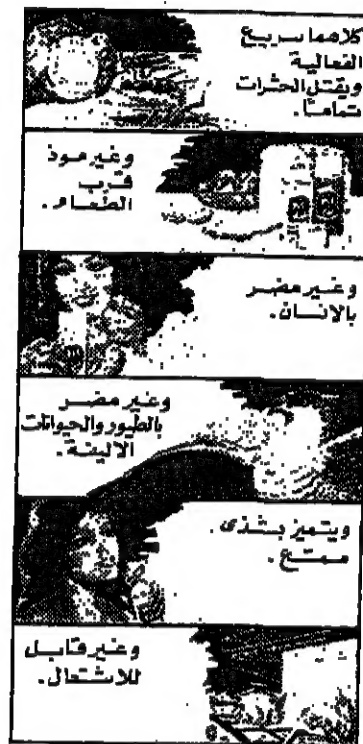 كلاهما سريع
الفعالية
ويقتل الحشرات
تماماً.
وغير مؤذ
قرب
الطعام.
وغير مضر
بالانسان.
وغير مضر
بالطيور والحيوانات
الاليفة.
ويتميز بشذى
ممتع.
وغير قابل
للاشتعال.